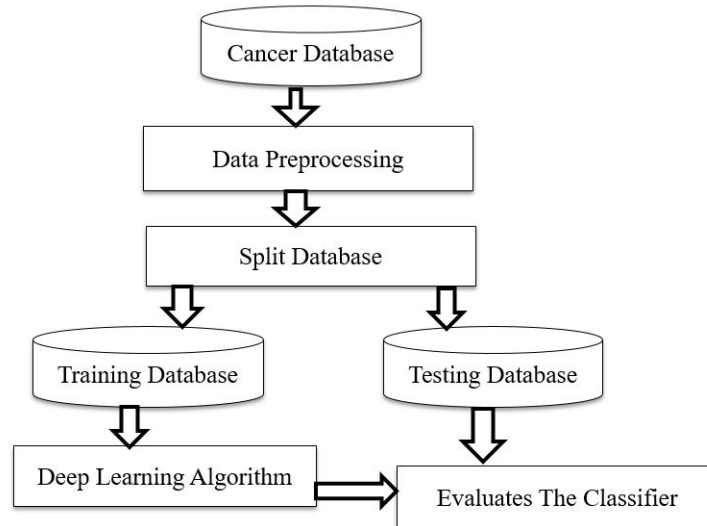 Cancer Database
Data Preprocessing
Split Database
Training Database
Testing Database
Deep Learning Algorithm
Evaluates The Classifier